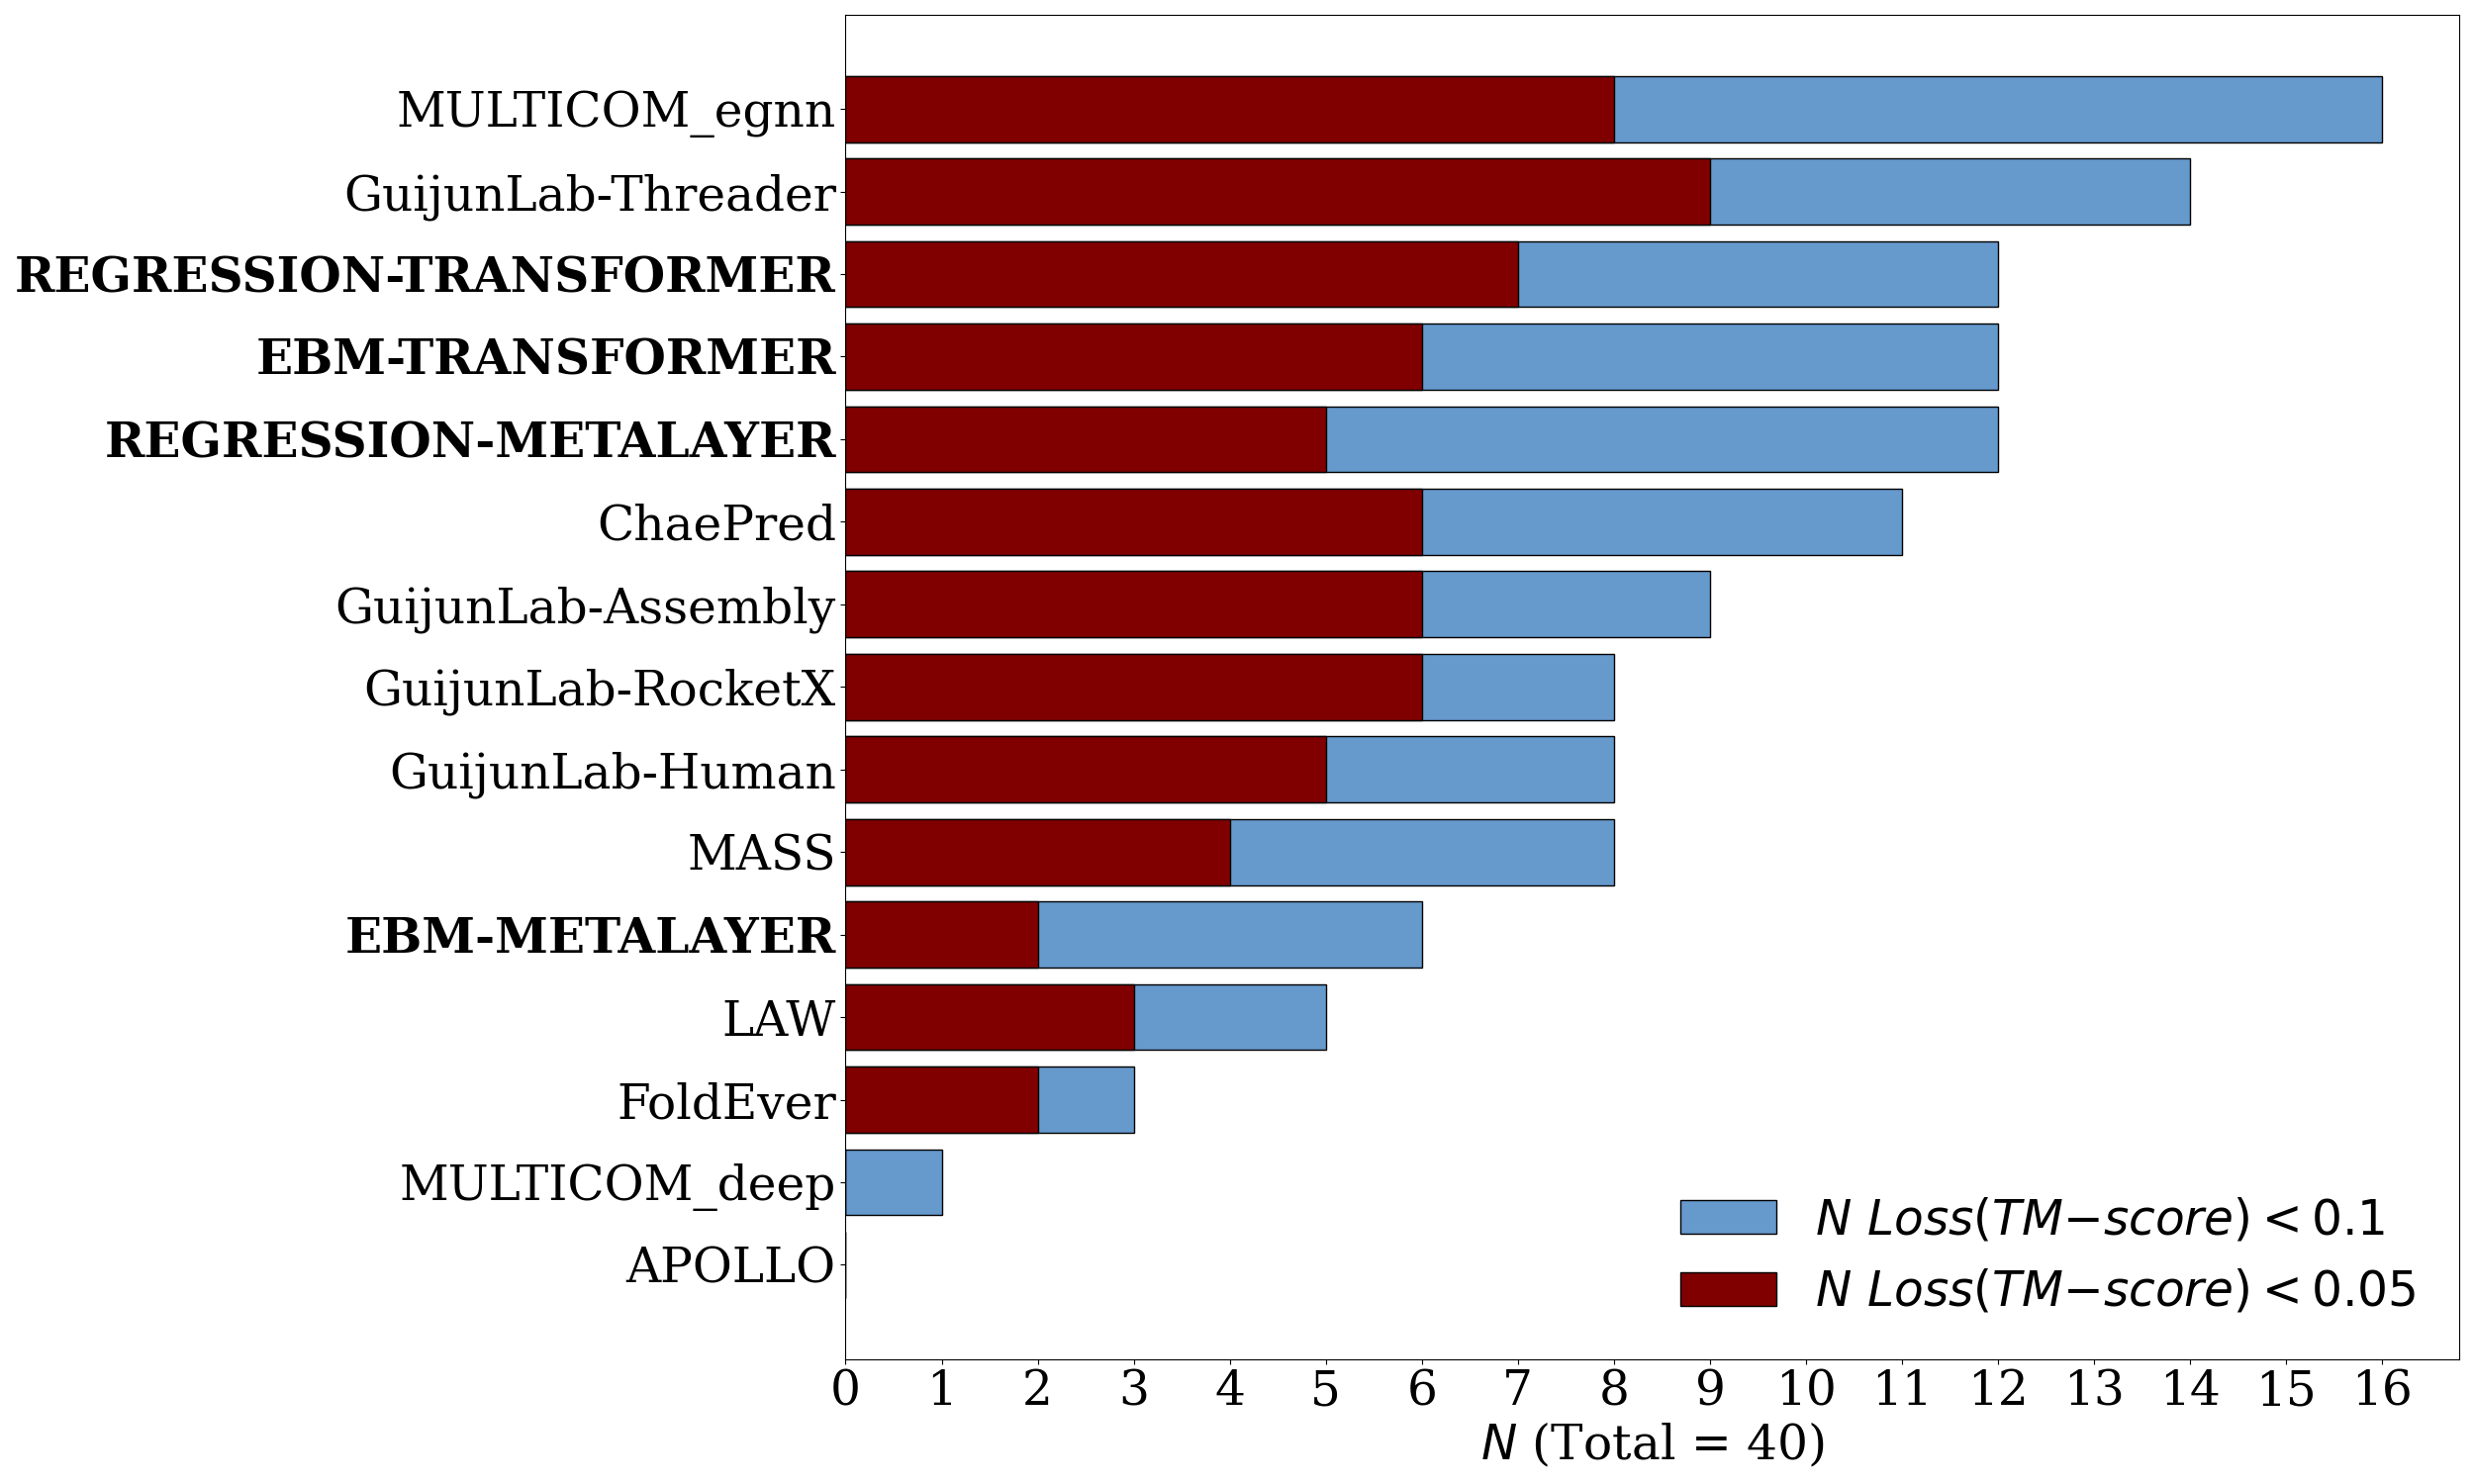 MULTICOM_egnn
GuijunLab-Threader
REGRESSION-TRANSFORMER
EBM-TRANSFORMER
REGRESSION-METALAYER
ChaePred
GuijunLab-Assembly
GuijunLab-RocketX
GuijunLab-Human
MASS
EBM-METALAYER
LAW
FoldEver
MULTICOM_deep
APOLLO
N Loss(TM−score) < 0.1
N Loss(TM−score) < 0.05
0 1 2 3 4 5 6 7 8 9 10 11 12 13 14 15 16
N (Total = 40)